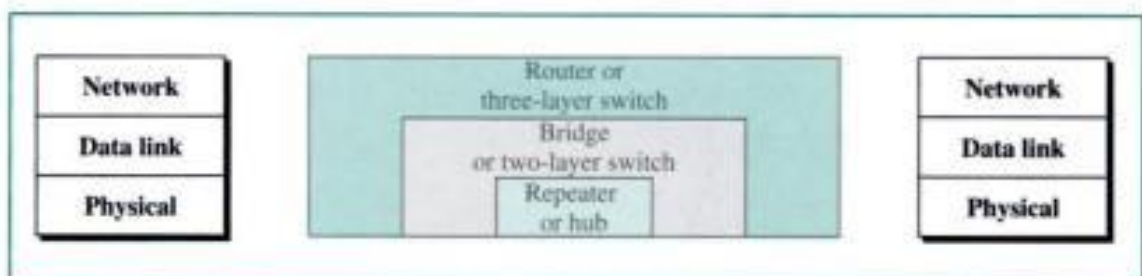 Network
Data link
Physical
Router or
three-layer switch
Bridge
or two-layer switch
Repeater
or hub
Network
Data link
Physical